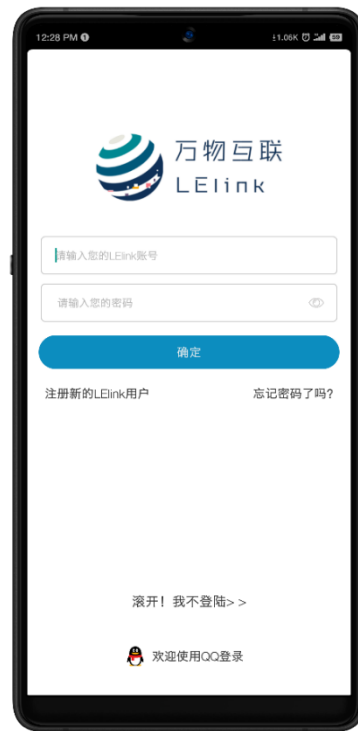 12:28 PM
1.06K
万物互联
LElink
请输入您的LElink账号
请输入您的密码
确定
注册新的LElink用户
忘记密码了吗?
滚开！我不登陆>>
欢迎使用QQ登录